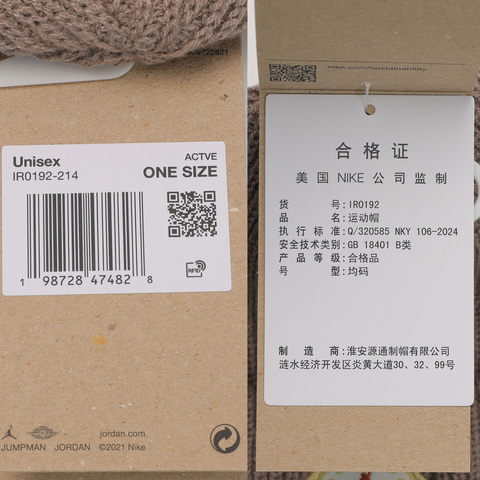 Unisex
IR0192-214
ACTVE
ONE SIZE
1 98728 47482 8
RFID
jordan.com
JUMPMAN JORDAN ©2021 Nike
nike.com/sustainability
合格证
美国NIKE公司监制
货号:IR0192
品名:运动帽
执行标准:Q/320585 NKY 106-2024
安全技术类别:GB 18401 B类
产品等级:合格品
号型:均码
制造商:淮安源通制帽有限公司
涟水经济开发区炎黄大道30、32、99号